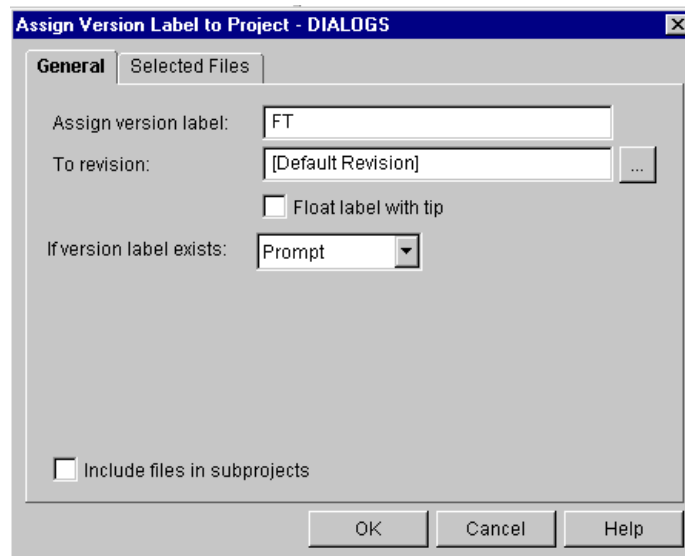 Assign Version Label to Project - DIALOGS
General Selected Files
Assign version label: FT
To revision: [Default Revision] ...
Float label with tip
If version label exists: Prompt
Include files in subprojects
OK Cancel Help